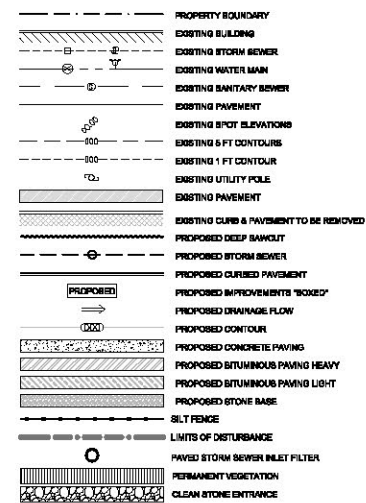 PROPERTY BOUNDARY
EXISTING BUILDING
EXISTING STORM SEWER
EXISTING WATER MAIN
EXISTING SANITARY SEWER
EXISTING PAVEMENT
EXISTING SPOT ELEVATIONS
EXISTING 5 FT CONTOURS
EXISTING 1 FT CONTOUR
EXISTING UTILITY POLE
EXISTING PAVEMENT
EXISTING CURB & PAVEMENT TO BE REMOVED
PROPOSED DEEP SAWCUT
PROPOSED STORM SEWER
PROPOSED CURBED PAVEMENT
PROPOSED PROPOSED IMPROVEMENTS "BOXED"
PROPOSED DRAINAGE FLOW
PROPOSED CONTOUR
PROPOSED CONCRETE PAVING
PROPOSED BITUMINOUS PAVING HEAVY
PROPOSED BITUMINOUS PAVING LIGHT
PROPOSED STONE BASE
SILT FENCE
LIMITS OF DISTURBANCE
PAVED STORM SEWER INLET FILTER
PERMANENT VEGETATION
CLEAN STONE ENTRANCE